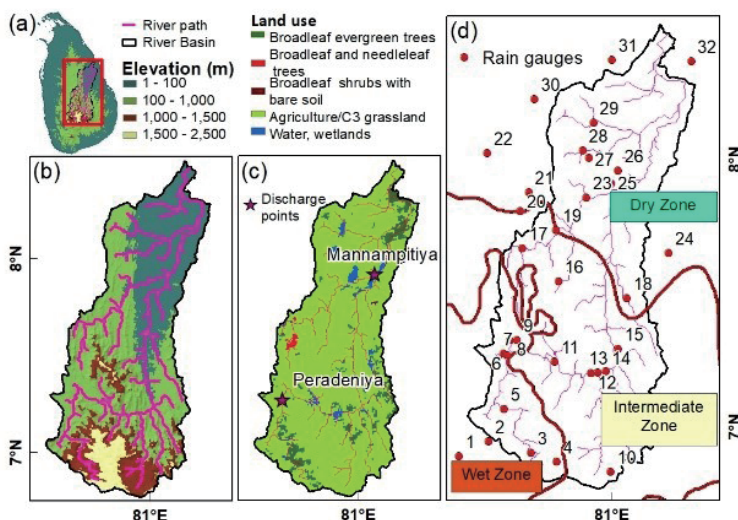 (a)
River path
River Basin
Elevation (m)
1 - 100
100 - 1,000
1,000 - 1,500
1,500 - 2,500
Land use
Broadleaf evergreen trees
Broadleaf and needleleaf
trees
Broadleaf shrubs with
bare soil
Agriculture/C3 grassland
Water, wetlands
(b)
8°N
7°N
81°E
(c)
Discharge
points
Mannampitiya
Peradeniya
81°E
(d)
Rain gauges
31
32
30
29
22
28
27
26
8°N
21
23
25
20
Dry Zone
19
17
24
16
18
9
15
7
8
11
13
14
6
12
5
Intermediate
Zone
2
7°N
1
3
4
10
Wet Zone
81°E